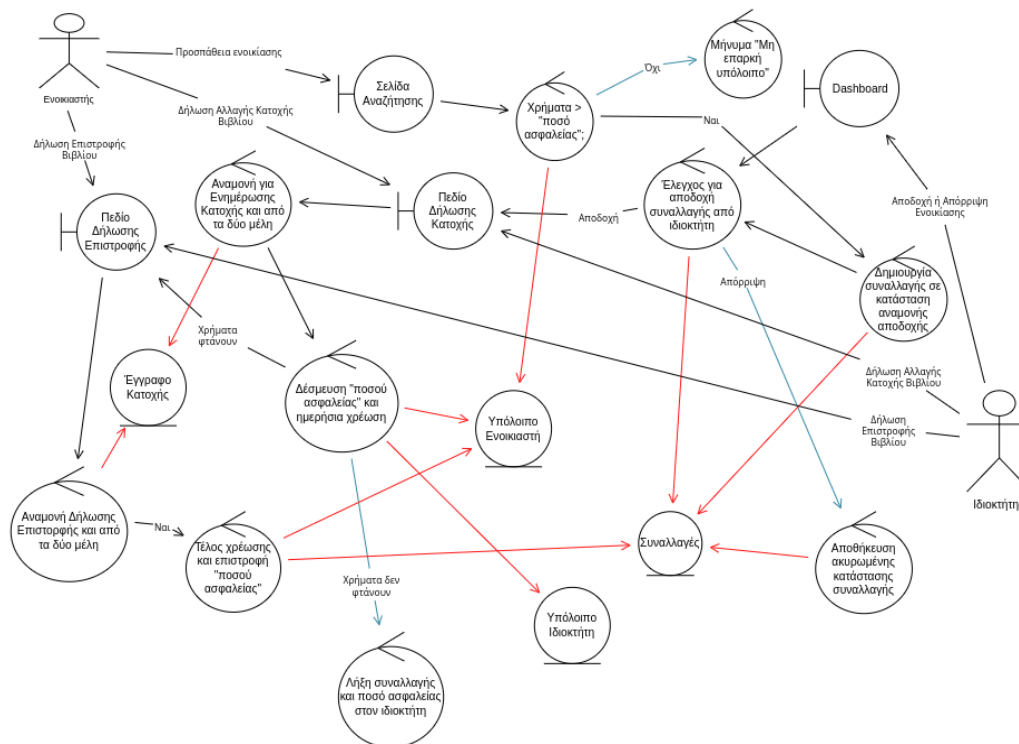 Ενοικιαστής
Προσπάθεια ενοικίασης
Σελίδα
Αναζήτησης
Χρήματα >
"ποσό
ασφαλείας";
Όχι
Μήνυμα "Μη
επαρκή
υπόλοιπο"
Dashboard
Ναι
Δήλωση Αλλαγής Κατοχής
Βιβλίου
Δήλωση Επιστροφής
Βιβλίου
Αναμονή για
Ενημέρωσης
Κατοχής και από
τα δύο μέλη
Πεδίο
Δήλωσης
Κατοχής
Αποδοχή
Έλεγχος για
αποδοχή
συναλλαγής από
ιδιοκτήτη
Αποδοχή ή Απόρριψη
Ενοικίασης
Πεδίο
Δήλωσης
Επιστροφής
Απόρριψη
Δημιουργία
συναλλαγής σε
κατάσταση
αναμονής
αποδοχής
Χρήματα
φτάνουν
Έγγραφο
Κατοχής
Δέσμευση "ποσού
ασφαλείας" και
ημερήσια χρέωση
Υπόλοιπο
Ενοικιαστή
Δήλωση Αλλαγής
Κατοχής Βιβλίου
Δήλωση
Επιστροφής
Βιβλίου
Ιδιοκτήτη
Αναμονή Δήλωσης
Επιστορφής και από
τα δύο μέλη
Ναι
Τέλος χρέωσης
και επιστροφή
"ποσού
ασφαλείας"
Συναλλαγές
Αποθήκευση
ακυρωμένης
κατάστασης
συναλλαγής
Χρήματα δεν
φτάνουν
Υπόλοιπο
Ιδιοκτήτη
Λήξη συναλλαγής
και ποσό ασφαλείας
στον ιδιοκτήτη